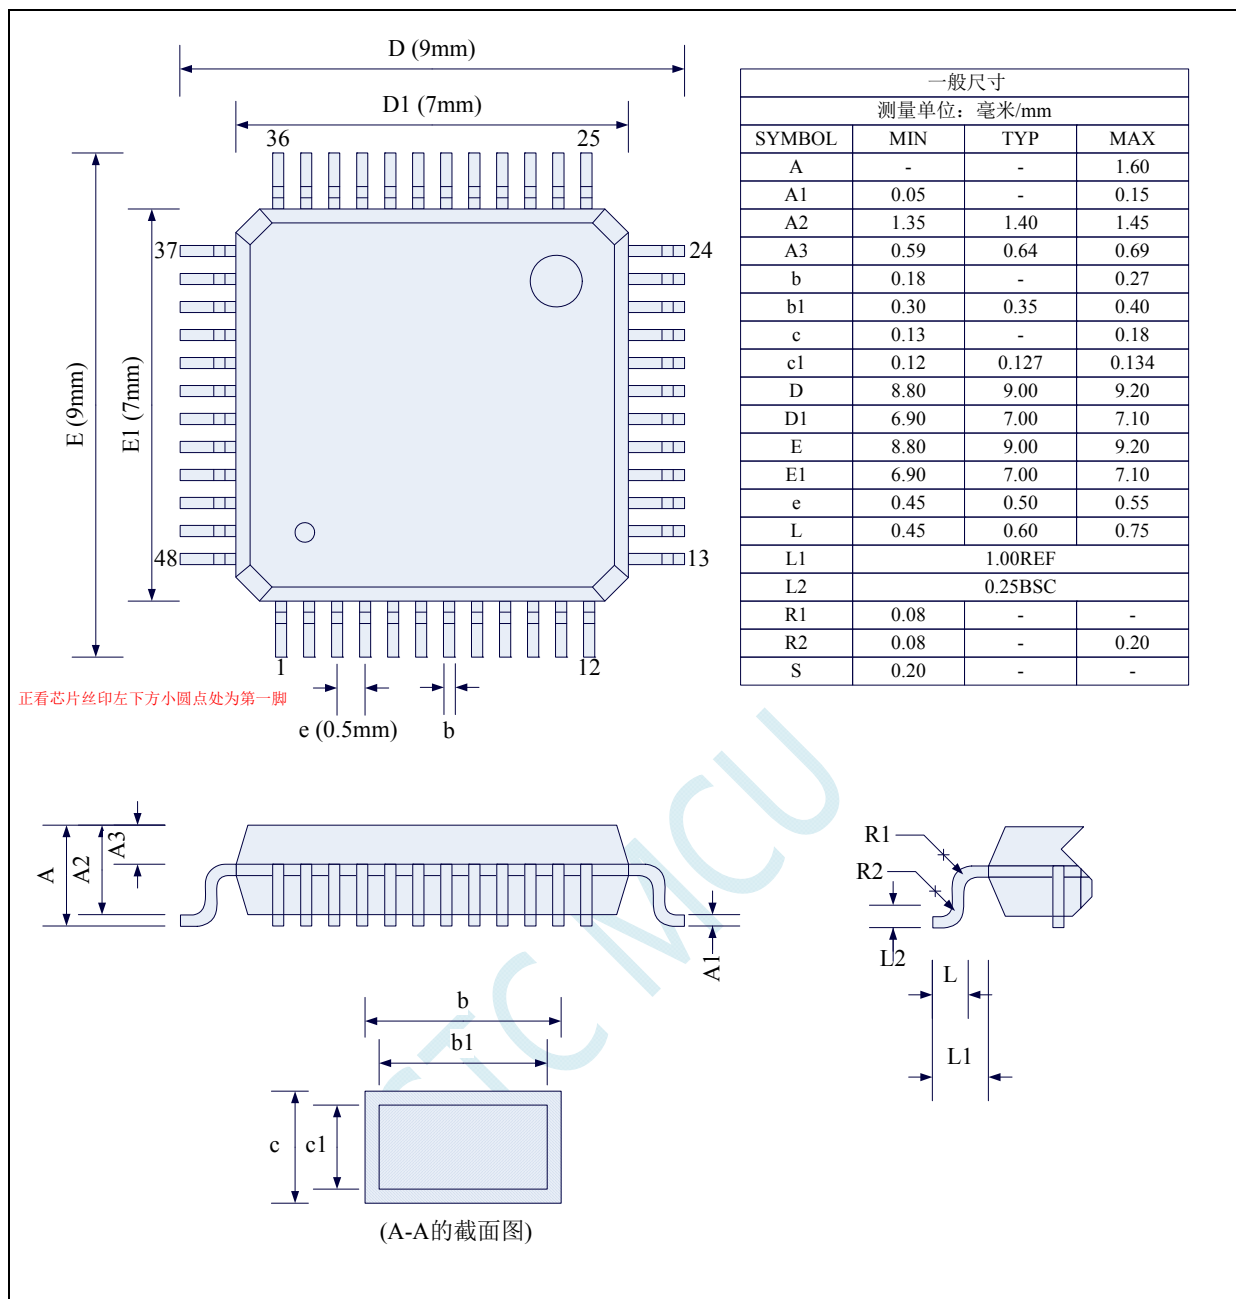 D (9mm)
D1 (7mm)
36
25
37
24
E (9mm)
E1 (7mm)
48
13
1
12
正看芯片丝印左下方小圆点处为第一脚
e (0.5mm)
b
一般尺寸
测量单位：毫米/mm
SYMBOL MIN TYP MAX
A - - 1.60
A1 0.05 - 0.15
A2 1.35 1.40 1.45
A3 0.59 0.64 0.69
b 0.18 - 0.27
b1 0.30 0.35 0.40
c 0.13 - 0.18
c1 0.12 0.127 0.134
D 8.80 9.00 9.20
D1 6.90 7.00 7.10
E 8.80 9.00 9.20
E1 6.90 7.00 7.10
e 0.45 0.50 0.55
L 0.45 0.60 0.75
L1 1.00REF
L2 0.25BSC
R1 0.08 - -
R2 0.08 - 0.20
S 0.20 - -
A
A2
A3
A1
R1
R2
L2
L
L1
b
b1
c
c1
(A-A的截面图)
STC MCU